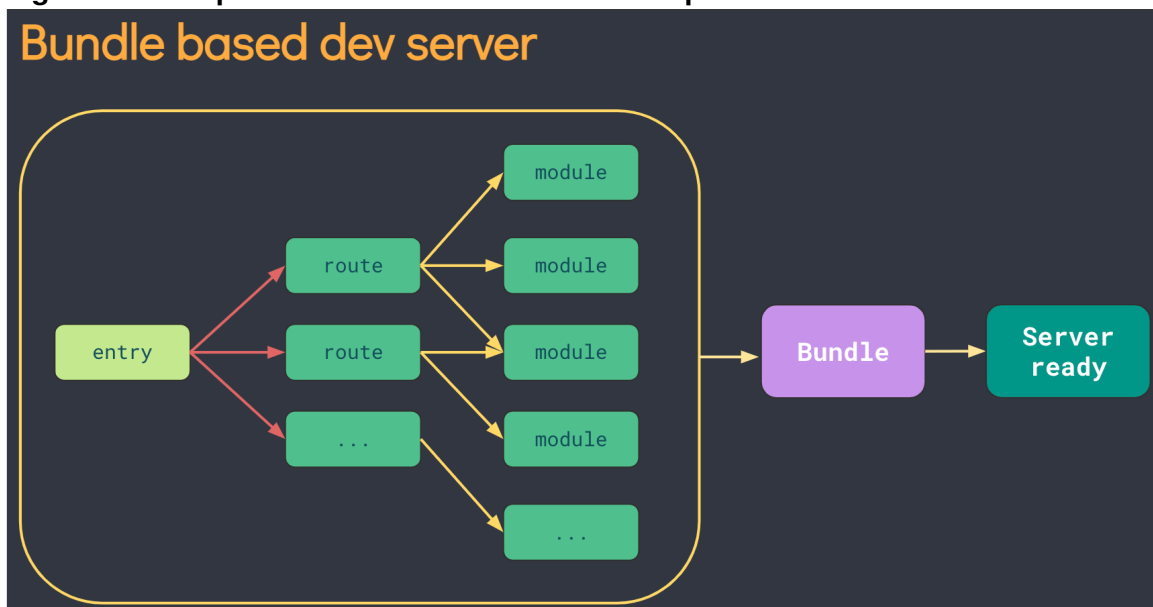 Bundle based dev server
module
route
module
entry
route
module
Bundle
Server
ready
...
module
...